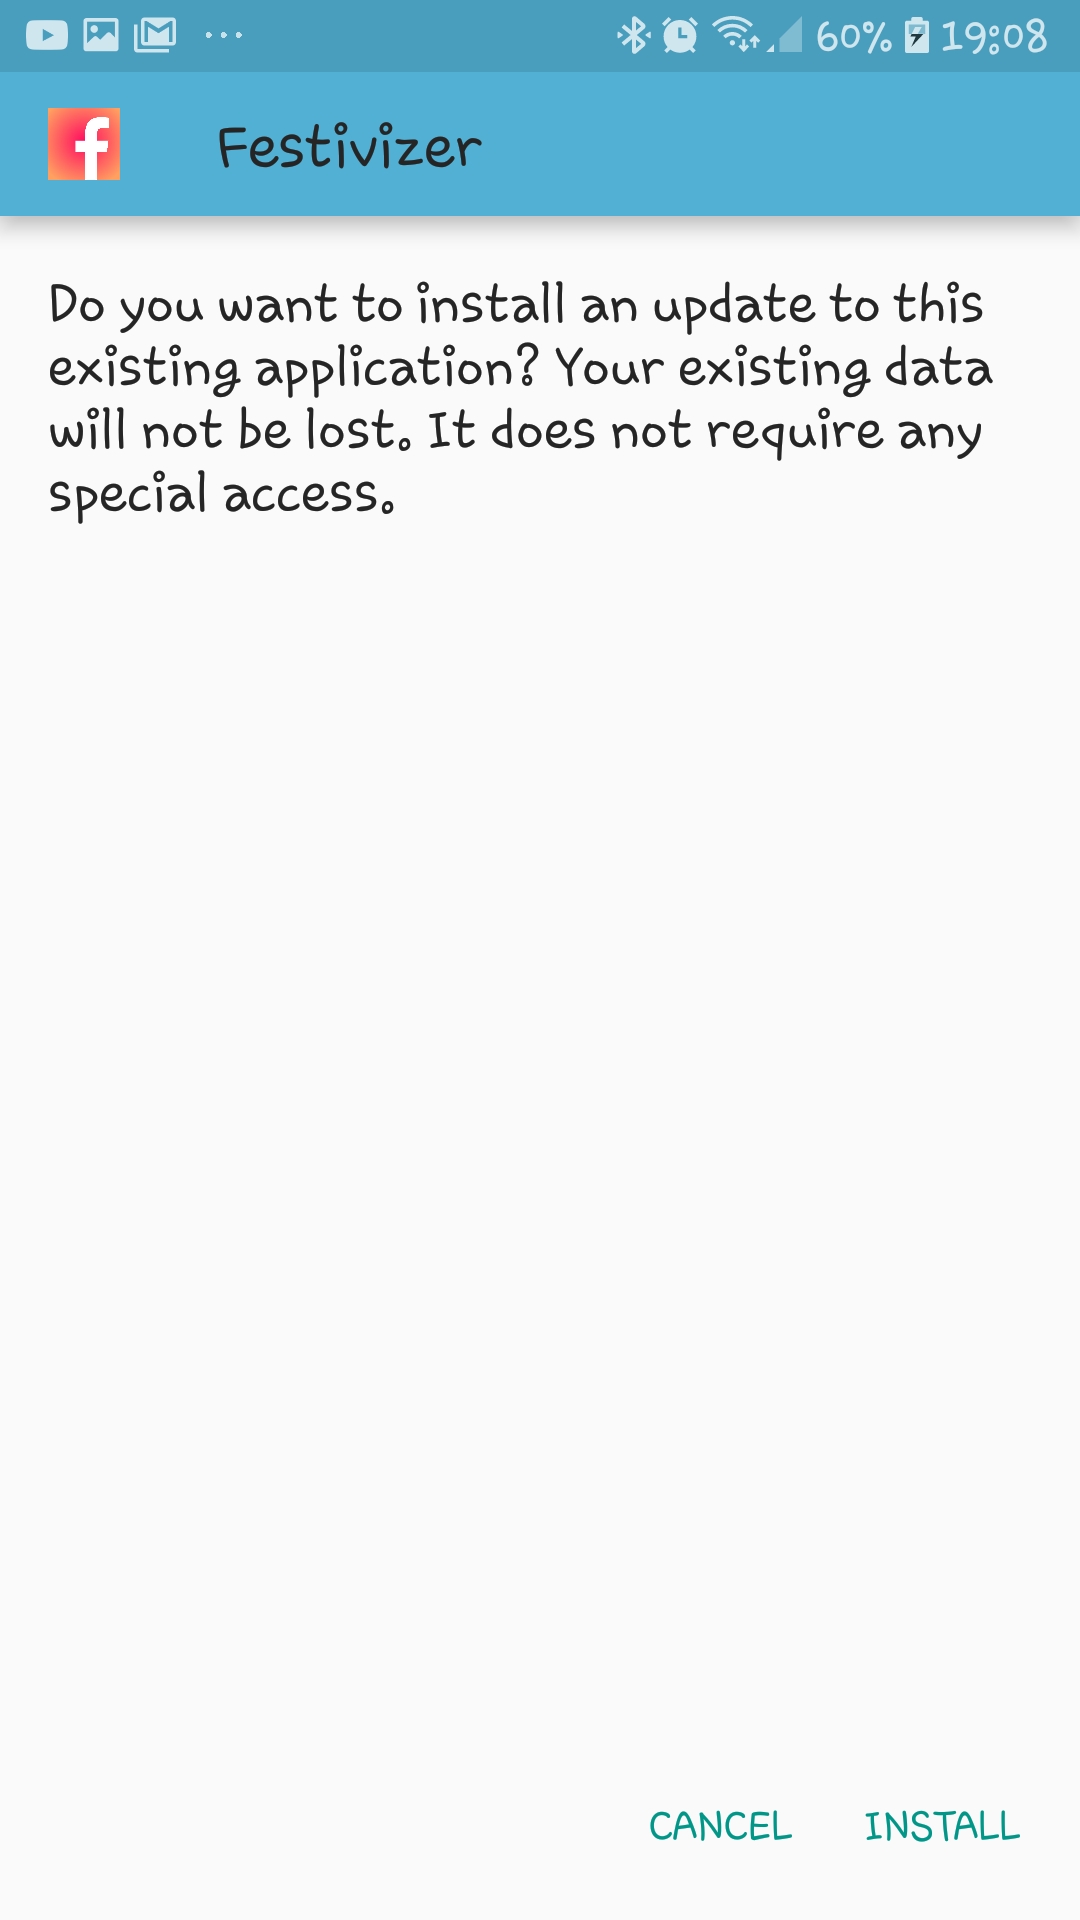 60% 19:08
f Festivizer
Do you want to install an update to this
existing application? Your existing data
will not be lost. It does not require any
special access.
CANCEL INSTALL